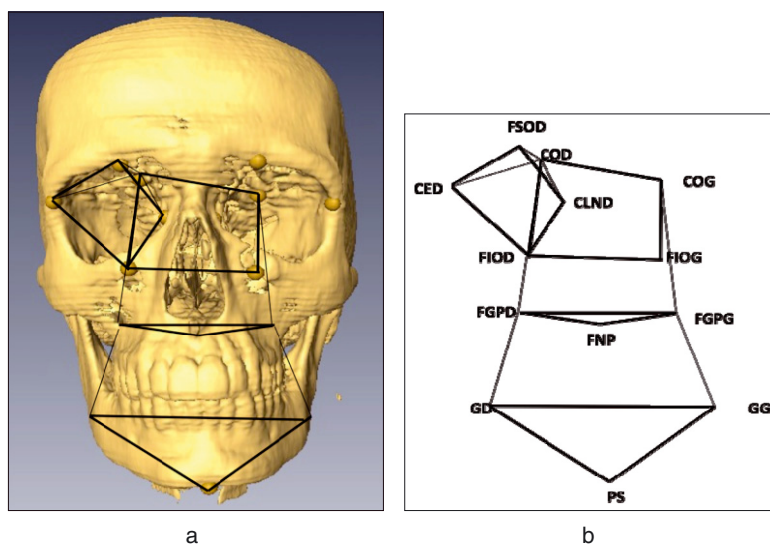 FSOD
COD
CED
COG
CLND
FIOD
FIOG
FGPD
FGPG
FNP
GD
GG
PS
a
b